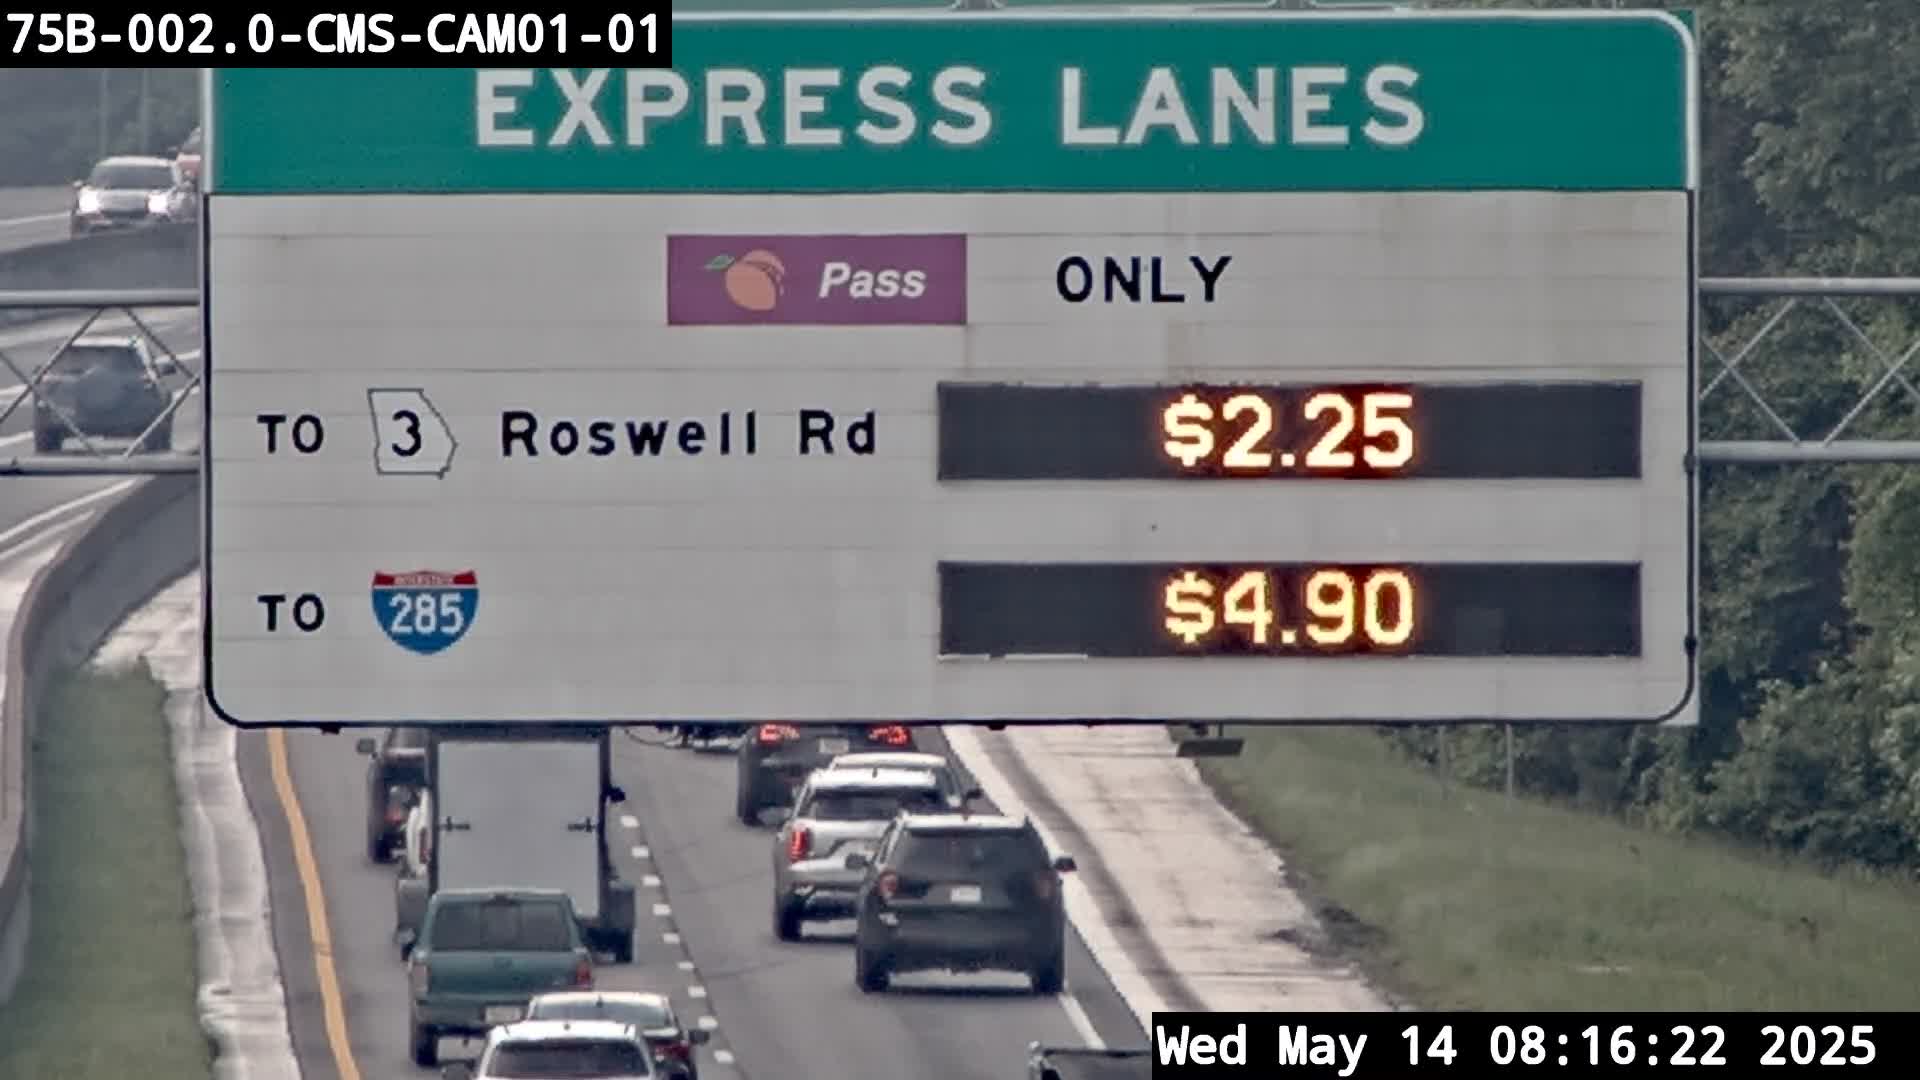 75B-002.0-CMS-CAM01-01
EXPRESS LANES
Pass ONLY
TO 3 Roswell Rd $2.25
INTERSTATE
TO 285 $4.90
Wed May 14 08:16:22 2025